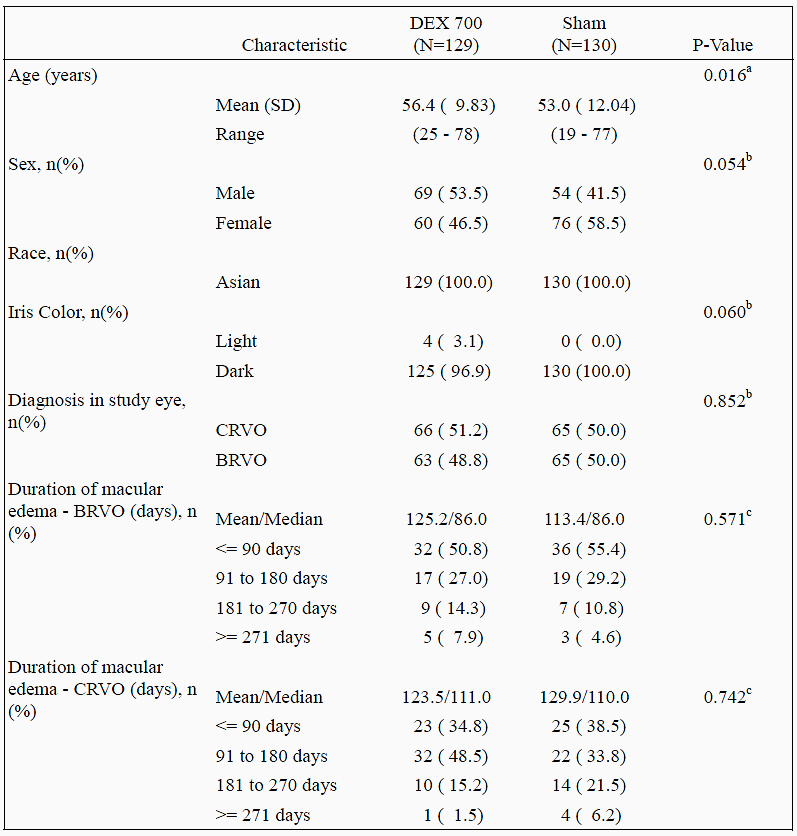 DEX 700 Sham
Characteristic (N=129) (N=130) P-Value
Age (years) 0.016a
Mean (SD) 56.4 ( 9.83) 53.0 ( 12.04)
Range (25 - 78) (19 - 77)
Sex, n(%) 0.054b
Male 69 ( 53.5) 54 ( 41.5)
Female 60 ( 46.5) 76 ( 58.5)
Race, n(%)
Asian 129 (100.0) 130 (100.0)
Iris Color, n(%) 0.060b
Light 4 ( 3.1) 0 ( 0.0)
Dark 125 ( 96.9) 130 (100.0)
Diagnosis in study eye, 0.852b
n(%)
CRVO 66 ( 51.2) 65 ( 50.0)
BRVO 63 ( 48.8) 65 ( 50.0)
Duration of macular
edema - BRVO (days), n
(%)
Mean/Median 125.2/86.0 113.4/86.0 0.571c
<= 90 days 32 ( 50.8) 36 ( 55.4)
91 to 180 days 17 ( 27.0) 19 ( 29.2)
181 to 270 days 9 ( 14.3) 7 ( 10.8)
>= 271 days 5 ( 7.9) 3 ( 4.6)
Duration of macular
edema - CRVO (days), n
(%)
Mean/Median 123.5/111.0 129.9/110.0 0.742c
<= 90 days 23 ( 34.8) 25 ( 38.5)
91 to 180 days 32 ( 48.5) 22 ( 33.8)
181 to 270 days 10 ( 15.2) 14 ( 21.5)
>= 271 days 1 ( 1.5) 4 ( 6.2)